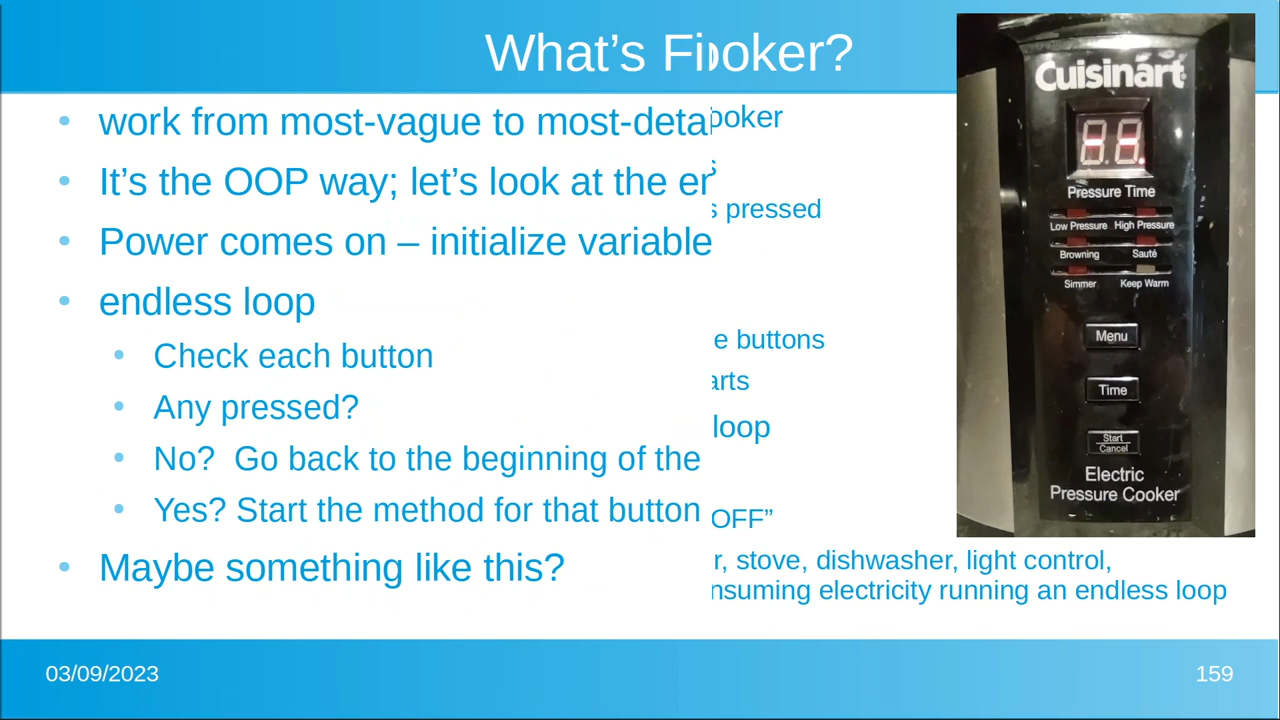 What's Fi oker?
work from most-vague to most-deta
It's the OOP way; let's look at the er
Power comes on – initialize variable
endless loop
Check each button
Any pressed?
No? Go back to the beginning of the
Yes? Start the method for that button
Maybe something like this?
ooker
s
s pressed
e buttons
arts
loop
OFF”
r, stove, dishwasher, light control,
nsuming electricity running an endless loop
Cuisinart
Pressure Time
Low Pressure High Pressure
Browning Sauté
Simmer Keep Warm
Menu
Time
Start
Cancel
Electric
Pressure Cooker
03/09/2023
159